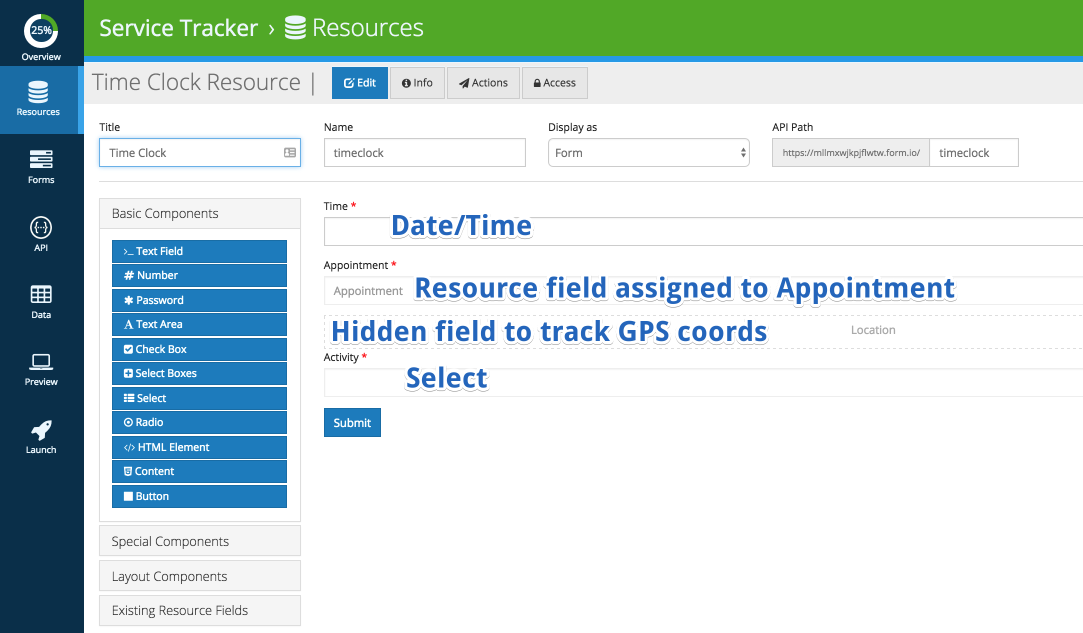 25%
Overview
Resources
Forms
API
Data
Preview
Launch
Service Tracker › Resources
Time Clock Resource |
Edit
Info
Actions
Access
Title
Time Clock
Name
timeclock
Display as
Form
API Path
https://mllmxwjkpjflwtw.form.io/
timeclock
Basic Components
>_ Text Field
# Number
✱ Password
A Text Area
Check Box
Select Boxes
Select
Radio
</> HTML Element
Content
Button
Special Components
Layout Components
Existing Resource Fields
Time *
Date/Time
Appointment *
Appointment
Resource field assigned to Appointment
Hidden field to track GPS coords
Location
Activity *
Select
Submit